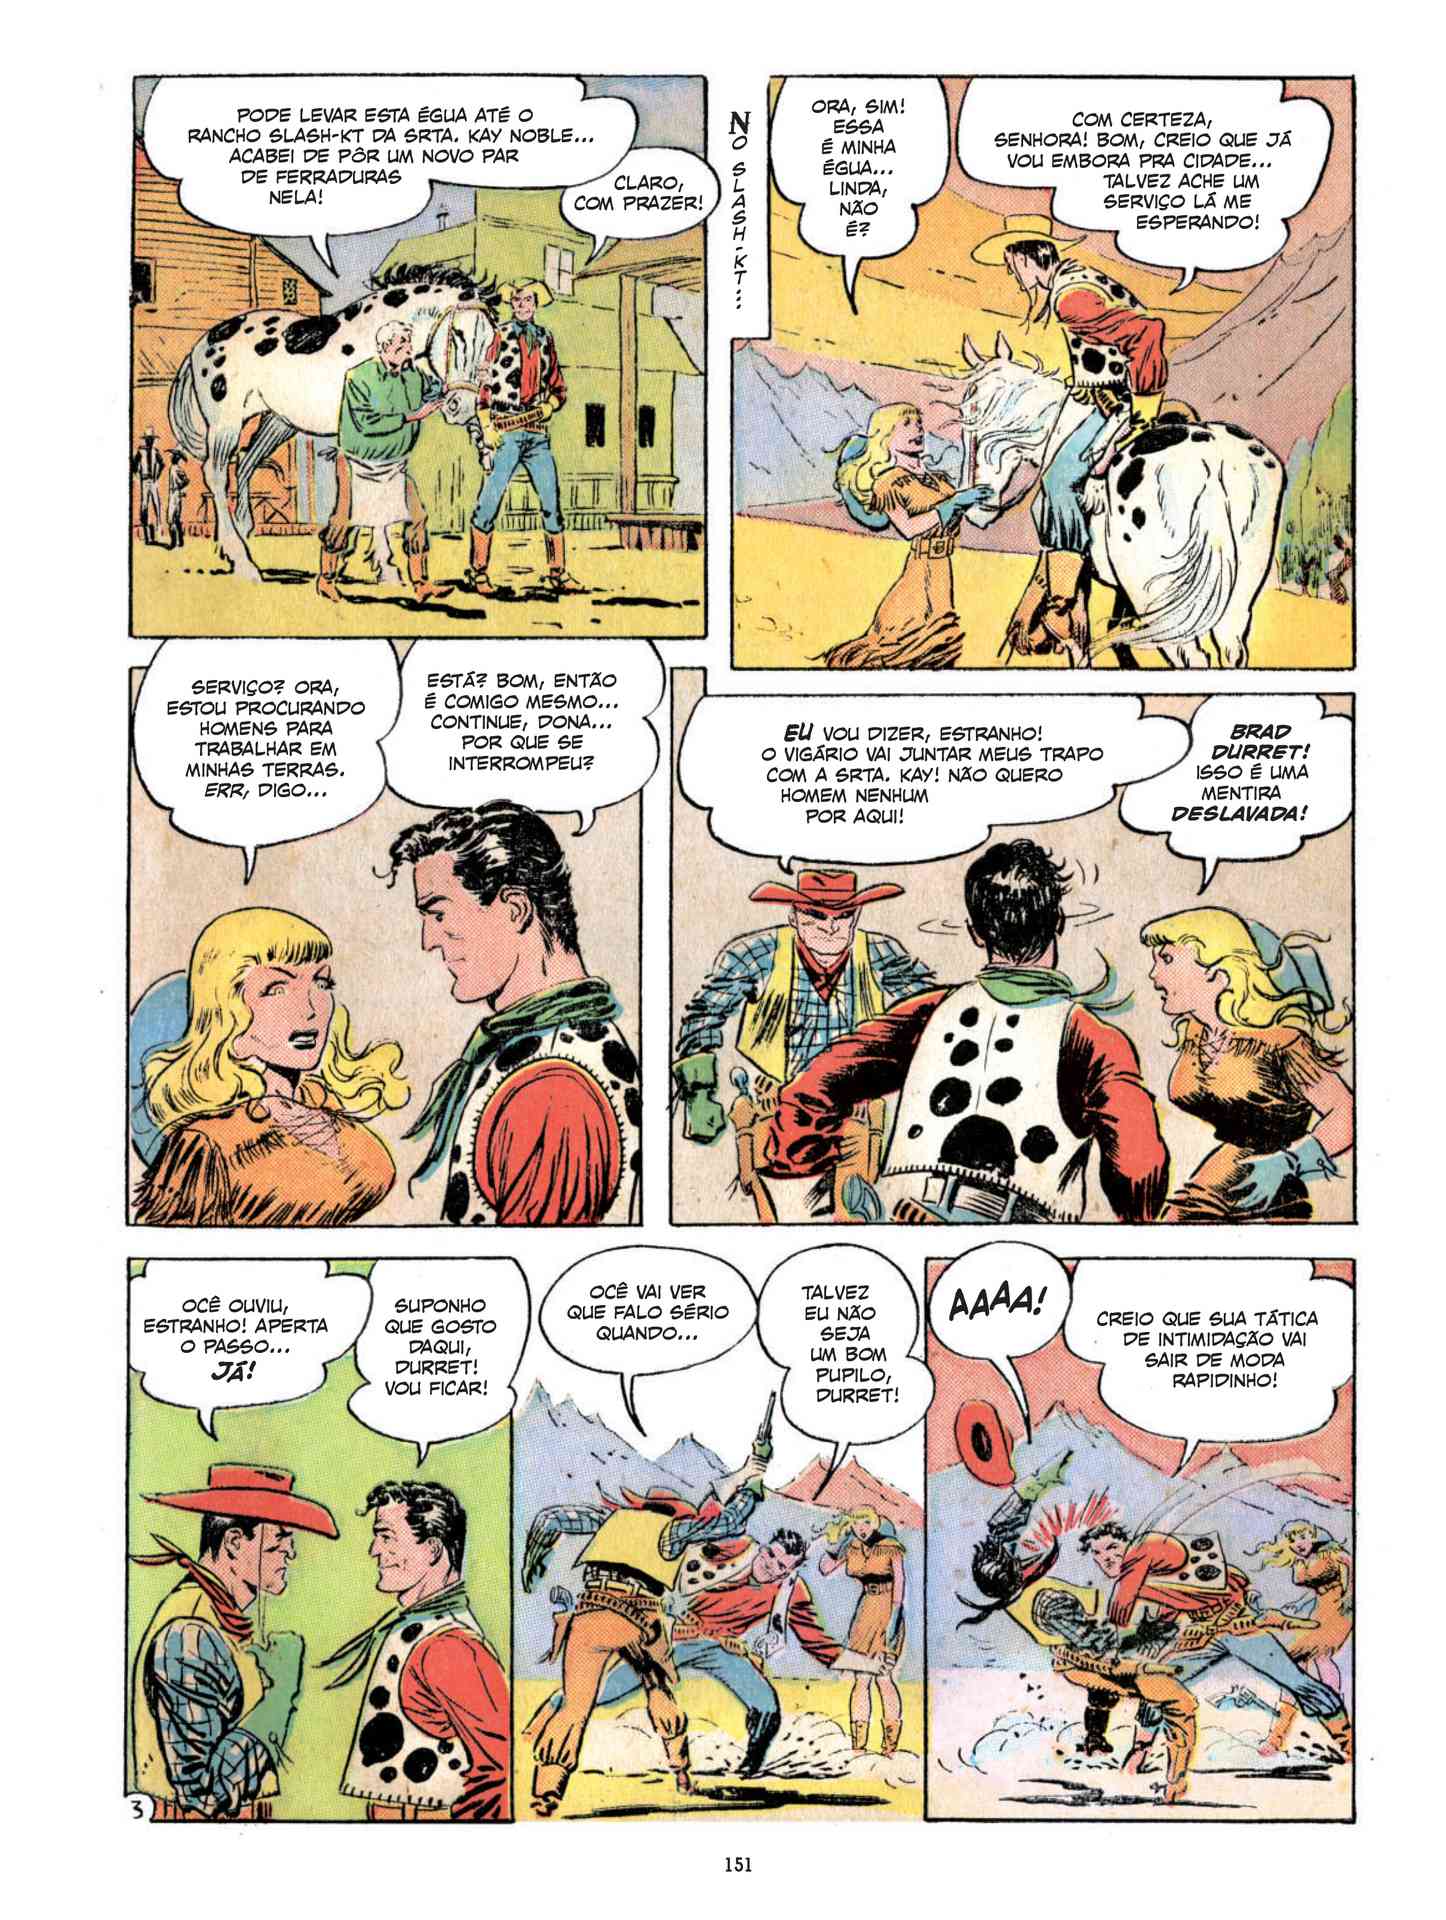 PODE LEVAR ESTA ÉGUA ATÉ O
RANCHO SLASH-KT DA SRTA. KAY NOBLE...
ACABEI DE PÔR UM NOVO PAR
DE FERRADURAS
NELA!
CLARO,
COM PRAZER!
NO SLASH-KT...
ORA, SIM!
ESSA
É MINHA
ÉGUA...
LINDA,
NÃO
É?
COM CERTEZA,
SENHORA! BOM, CREIO QUE JÁ
VOU EMBORA PRA CIDADE...
TALVEZ ACHE UM
SERVIÇO LÁ ME
ESPERANDO!
SERVIÇO? ORA,
ESTOU PROCURANDO
HOMENS PARA
TRABALHAR EM
MINHAS TERRAS.
ERR, DIGO...
ESTÁ? BOM, ENTÃO
É COMIGO MESMO...
CONTINUE, DONA...
POR QUE SE
INTERROMPEU?
EU VOU DIZER, ESTRANHO!
O VIGÁRIO VAI JUNTAR MEUS TRAPO
COM A SRTA. KAY! NÃO QUERO
HOMEM NENHUM
POR AQUI!
BRAD
DURRET!
ISSO É UMA
MENTIRA
DESLAVADA!
OCÊ OUVIU,
ESTRANHO! APERTA
O PASSO...
JÁ!
SUPONHO
QUE GOSTO
DAQUI,
DURRET!
VOU FICAR!
OCÊ VAI VER
QUE FALO SÉRIO
QUANDO...
TALVEZ
EU NÃO
SEJA
UM BOM
PUPILO,
DURRET!
AAAA!
CREIO QUE SUA TÁTICA
DE INTIMIDAÇÃO VAI
SAIR DE MODA
RAPIDINHO!
3
151